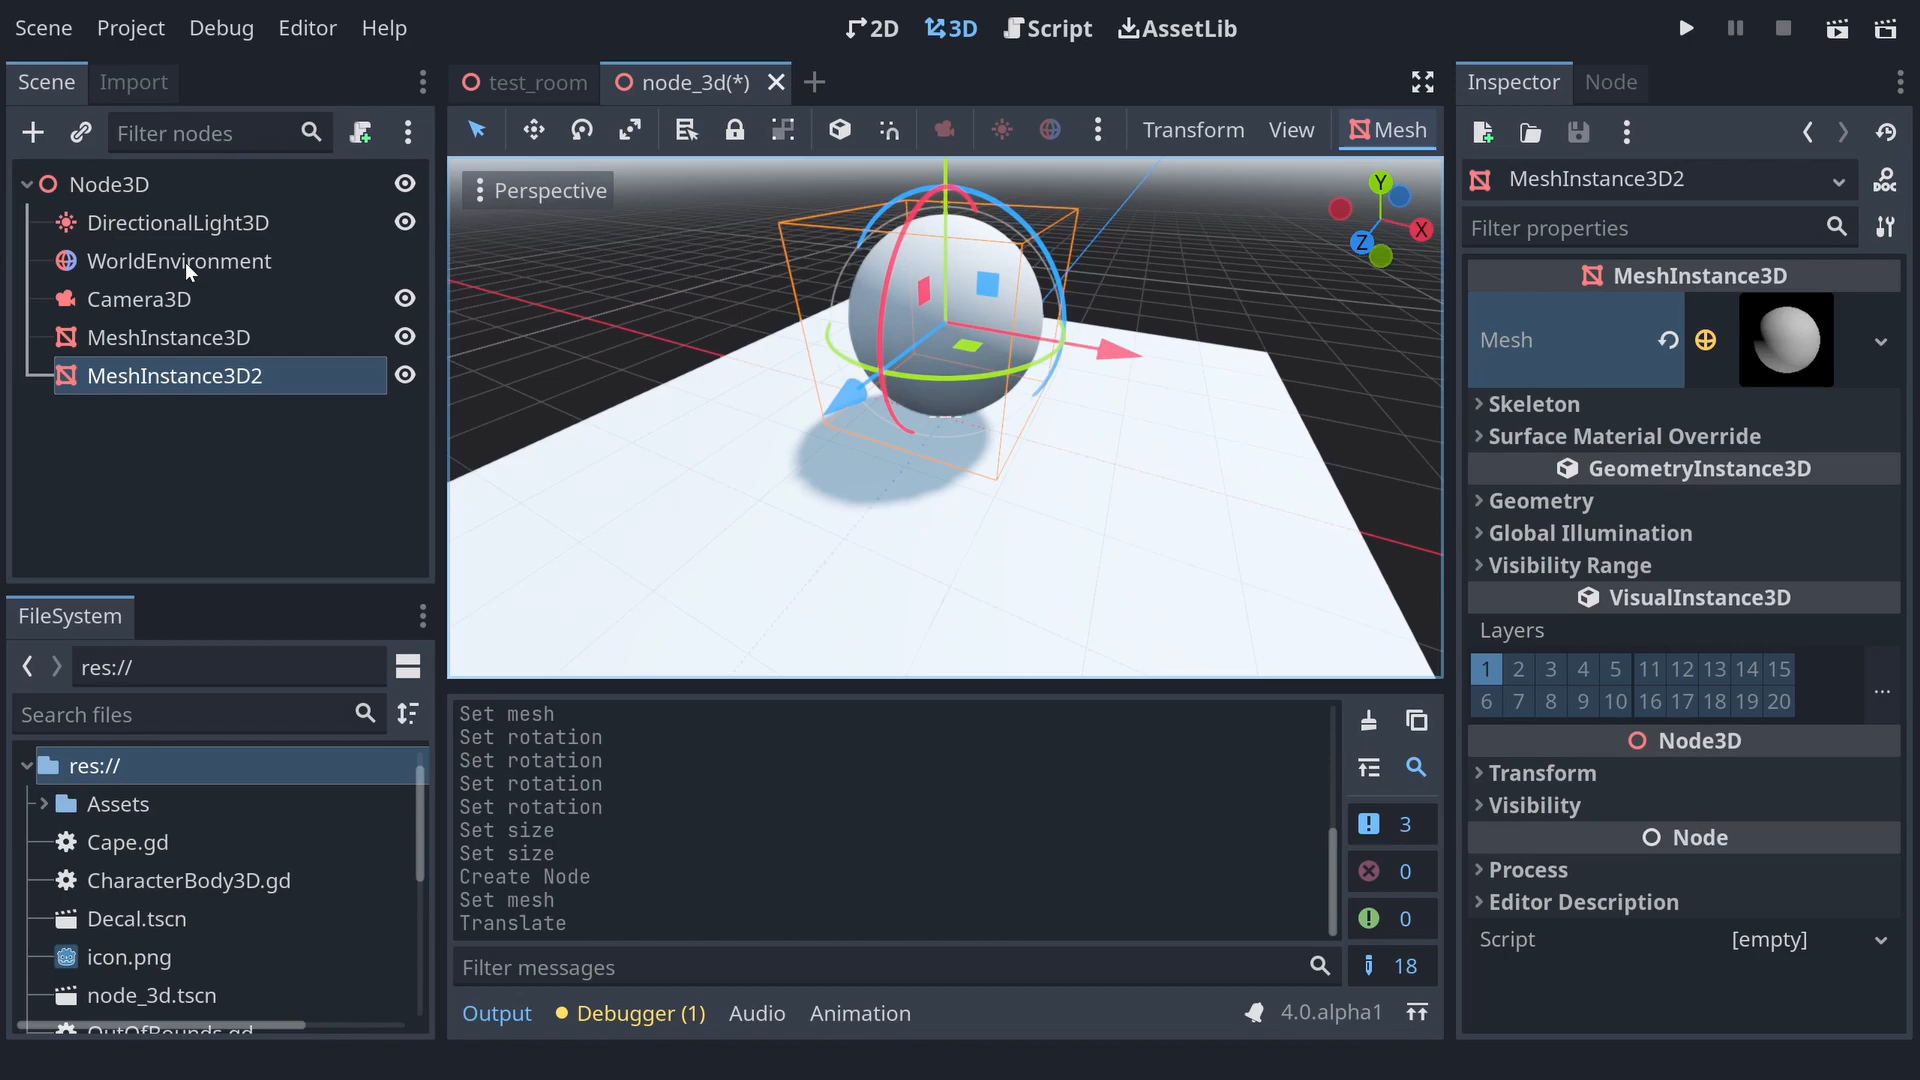 Scene Project Debug Editor Help
2D 3D Script AssetLib
Scene Import
Filter nodes
Node3D
DirectionalLight3D
WorldEnvironment
Camera3D
MeshInstance3D
MeshInstance3D2
FileSystem
res://
Search files
res://
Assets
Cape.gd
CharacterBody3D.gd
Decal.tscn
icon.png
node_3d.tscn
OutOfBounds.gd
test_room node_3d(*)
Transform View Mesh
Perspective
Y
X
Z
Set mesh
Set rotation
Set rotation
Set rotation
Set rotation
Set size
Set size
Create Node
Set mesh
Translate
Filter messages
3
0
0
18
Output Debugger (1) Audio Animation 4.0.alpha1
Inspector Node
MeshInstance3D2
DOC
Filter properties
MeshInstance3D
Mesh
Skeleton
Surface Material Override
GeometryInstance3D
Geometry
Global Illumination
Visibility Range
VisualInstance3D
Layers
1 2 3 4 5 11 12 13 14 15
6 7 8 9 10 16 17 18 19 20
Node3D
Transform
Visibility
Node
Process
Editor Description
Script [empty]